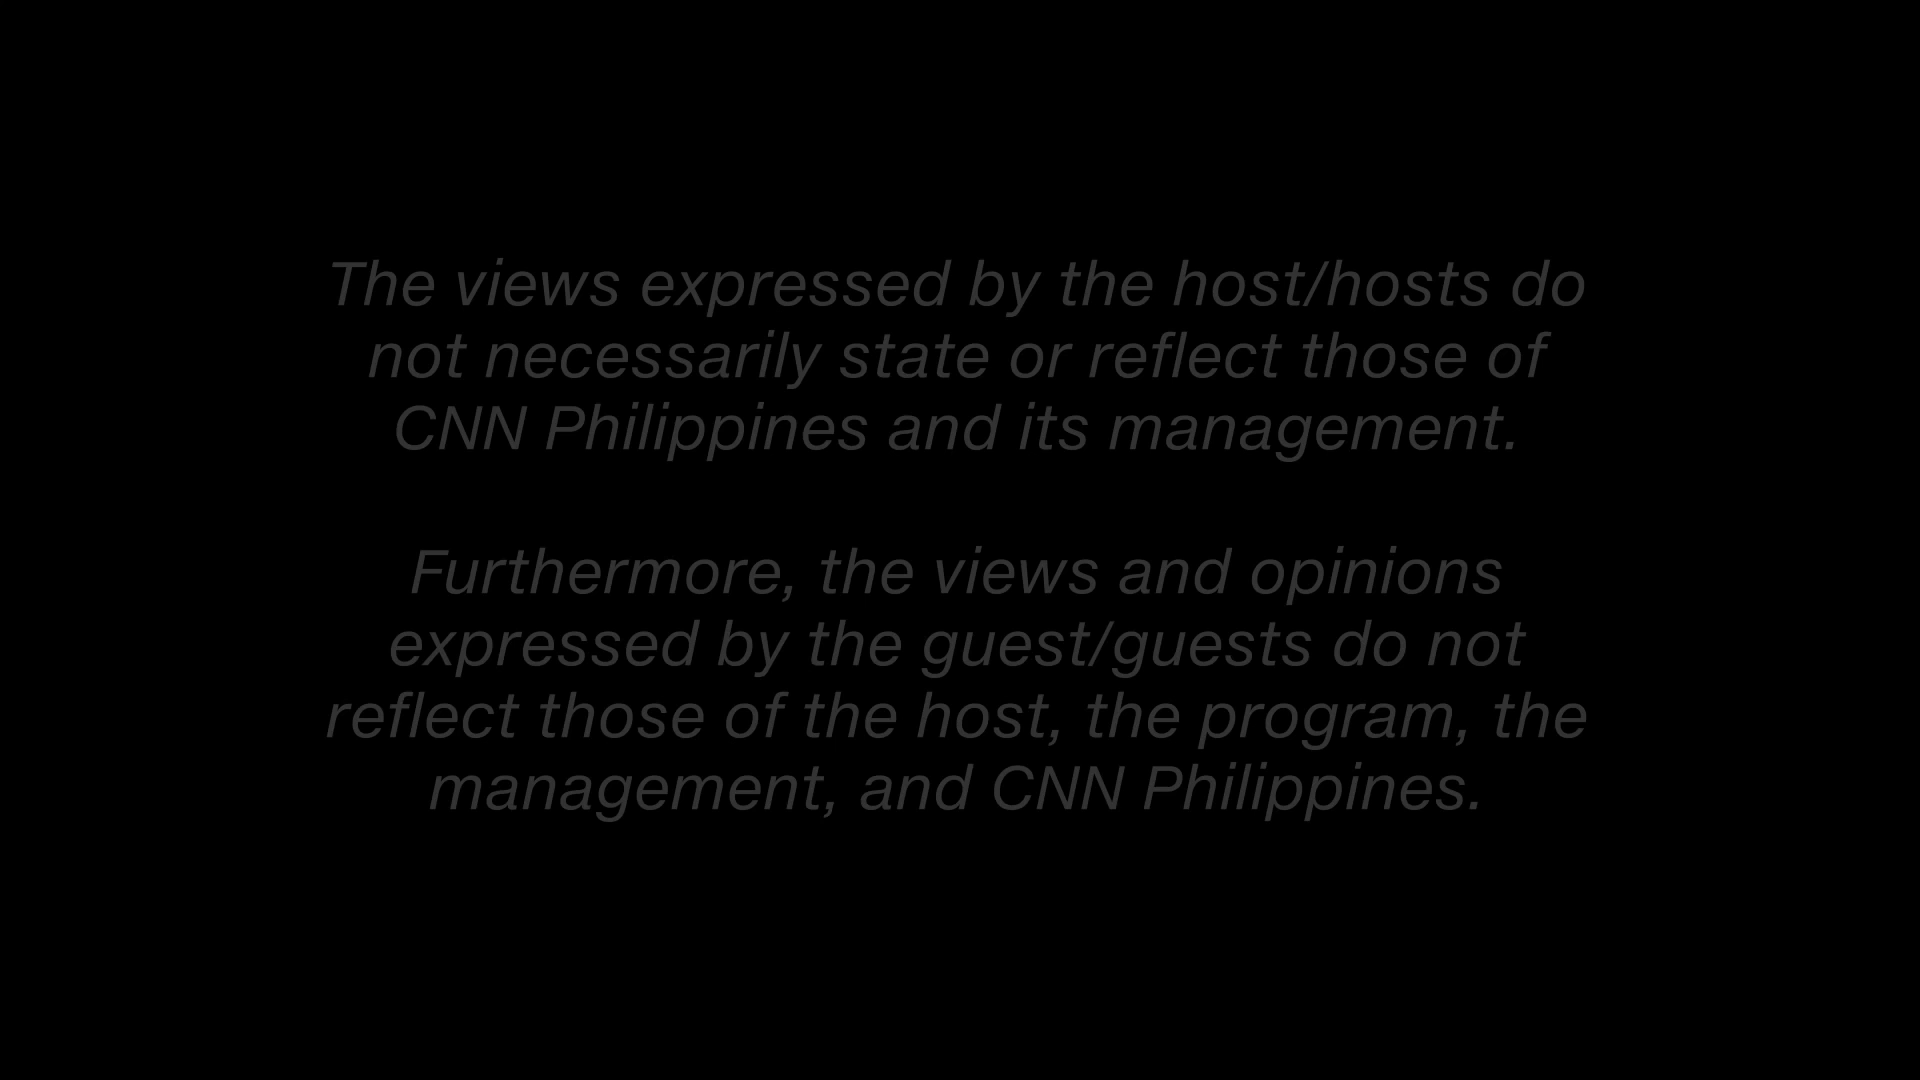 The views expressed by the host/hosts do
not necessarily state or reflect those of
CNN Philippines and its management.
Furthermore, the views and opinions
expressed by the guest/guests do not
reflect those of the host, the program, the
management, and CNN Philippines.